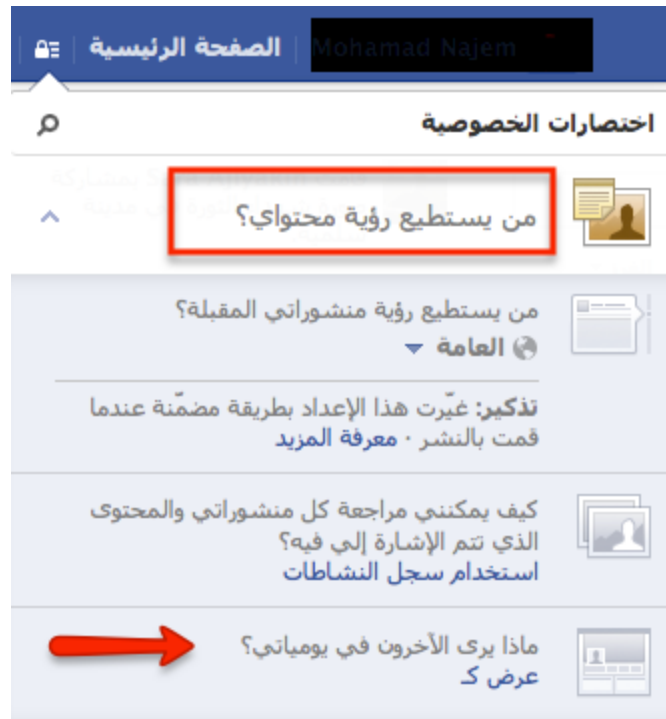 الصفحة الرئيسية Mohamad Najem
اختصارات الخصوصية
من يستطيع رؤية محتواي؟
من يستطيع رؤية منشوراتي المقبلة؟
العامة
تذكير: غيّرت هذا الإعداد بطريقة مضمّنة عندما
قمت بالنشر · معرفة المزيد
كيف يمكنني مراجعة كل منشوراتي والمحتوى
الذي تتم الإشارة إلي فيه؟
استخدام سجل النشاطات
ماذا يرى الآخرون في يومياتي؟
عرض كـ